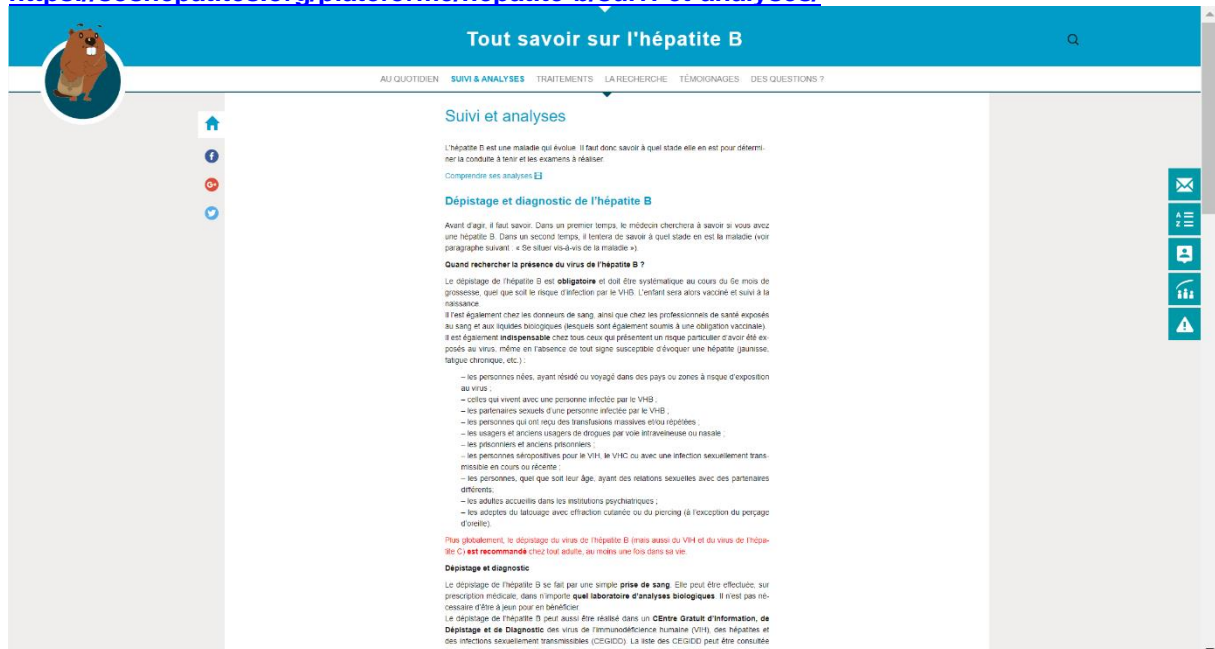 https://soshepatites.org/plateforme/hepatite-b/suivi-et-analyses/
Tout savoir sur l'hépatite B
AU QUOTIDIEN SUIVI & ANALYSES TRAITEMENTS LA RECHERCHE TÉMOIGNAGES DES QUESTIONS ?
Suivi et analyses
L'hépatite B est une maladie qui évolue. Il faut donc savoir à quel stade elle en est pour détermi-
ner la conduite à tenir et les examens à réaliser.
Comprendre ses analyses
Dépistage et diagnostic de l'hépatite B
Avant d'agir, il faut savoir. Dans un premier temps, le médecin cherchera à savoir si vous avez
une hépatite B. Dans un second temps, il tentera de savoir à quel stade en est la maladie (voir
paragraphe suivant : « Se situer vis-à-vis de la maladie »).
Quand rechercher la présence du virus de l'hépatite B ?
Le dépistage de l'hépatite B est obligatoire et doit être systématique au cours du 6e mois de
grossesse, quel que soit le risque d'infection par le VHB. L'enfant sera alors vacciné et suivi à la
naissance.
Il l'est également chez les donneurs de sang, ainsi que chez les professionnels de santé exposés
au sang et aux liquides biologiques (lesquels sont également soumis à une obligation vaccinale).
Il est également indispensable chez tous ceux qui présentent un risque particulier d'avoir été ex-
posés au virus, même en l'absence de tout signe susceptible d'évoquer une hépatite (jaunisse,
fatigue chronique, etc.) :
– les personnes nées, ayant résidé ou voyagé dans des pays ou zones à risque d'exposition
au virus ;
– celles qui vivent avec une personne infectée par le VHB ;
– les partenaires sexuels d'une personne infectée par le VHB ;
– les personnes qui ont reçu des transfusions massives et/ou répétées ;
– les usagers et anciens usagers de drogues par voie intraveineuse ou nasale ;
– les prisonniers et anciens prisonniers ;
– les personnes séropositives pour le VIH, le VHC ou avec une infection sexuellement trans-
missible en cours ou récente ;
– les personnes, quel que soit leur âge, ayant des relations sexuelles avec des partenaires
différents;
– les adultes accueillis dans les institutions psychiatriques ;
– les adeptes du tatouage avec effraction cutanée ou du piercing (à l'exception du perçage
d'oreille).
Plus globalement, le dépistage du virus de l'hépatite B (mais aussi du VIH et du virus de l'hépa-
tite C) est recommandé chez tout adulte, au moins une fois dans sa vie.
Dépistage et diagnostic
Le dépistage de l'hépatite B se fait par une simple prise de sang. Elle peut être effectuée, sur
prescription médicale, dans n'importe quel laboratoire d'analyses biologiques. Il n'est pas né-
cessaire d'être à jeun pour en bénéficier.
Le dépistage de l'hépatite B peut aussi être réalisé dans un CEntre Gratuit d'Information, de
Dépistage et de Diagnostic des virus de l'immunodéficience humaine (VIH), des hépatites et
des infections sexuellement transmissibles (CEGIDD). La liste des CEGIDD peut être consultée